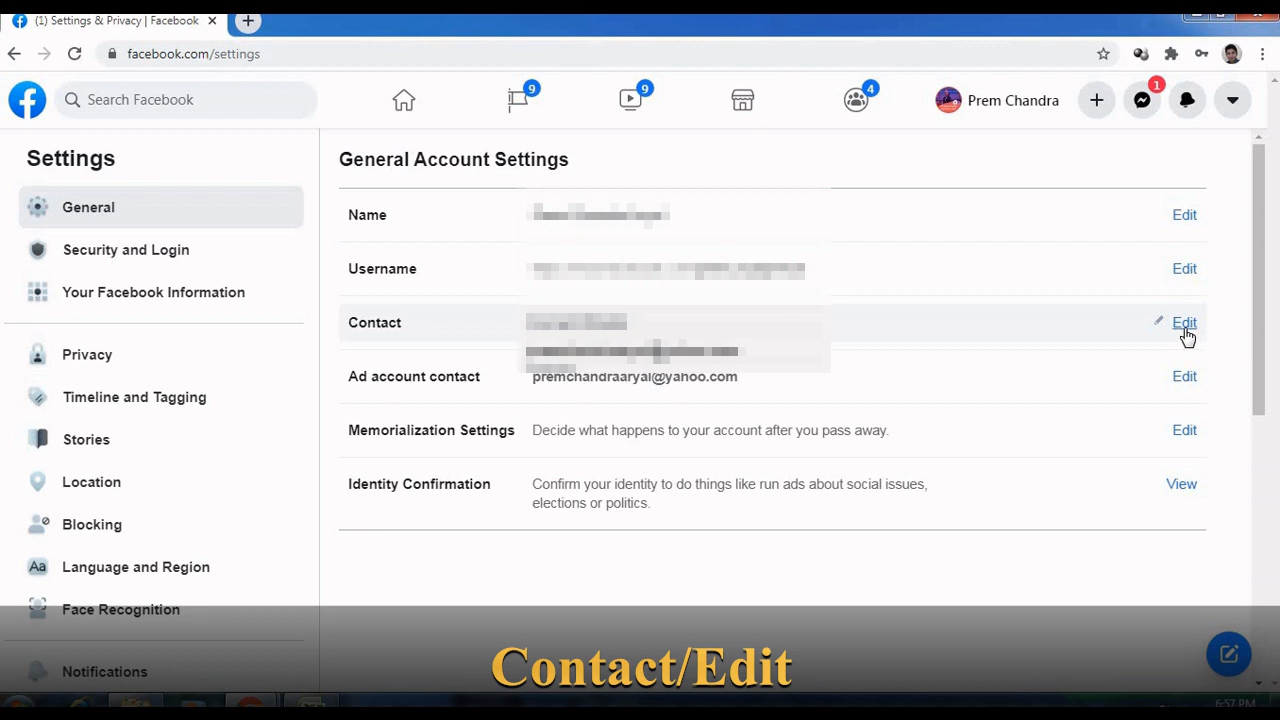 (1) Settings & Privacy | Facebook
facebook.com/settings
Search Facebook
9
9
4
Prem Chandra
1
Settings
General
Security and Login
Your Facebook Information
Privacy
Timeline and Tagging
Stories
Location
Blocking
Aa Language and Region
Face Recognition
Notifications
General Account Settings
Name Edit
Username Edit
Contact Edit
Ad account contact premchandraaryal@yahoo.com Edit
Memorialization Settings Decide what happens to your account after you pass away. Edit
Identity Confirmation Confirm your identity to do things like run ads about social issues, View
elections or politics.
Contact/Edit
6:57 PM